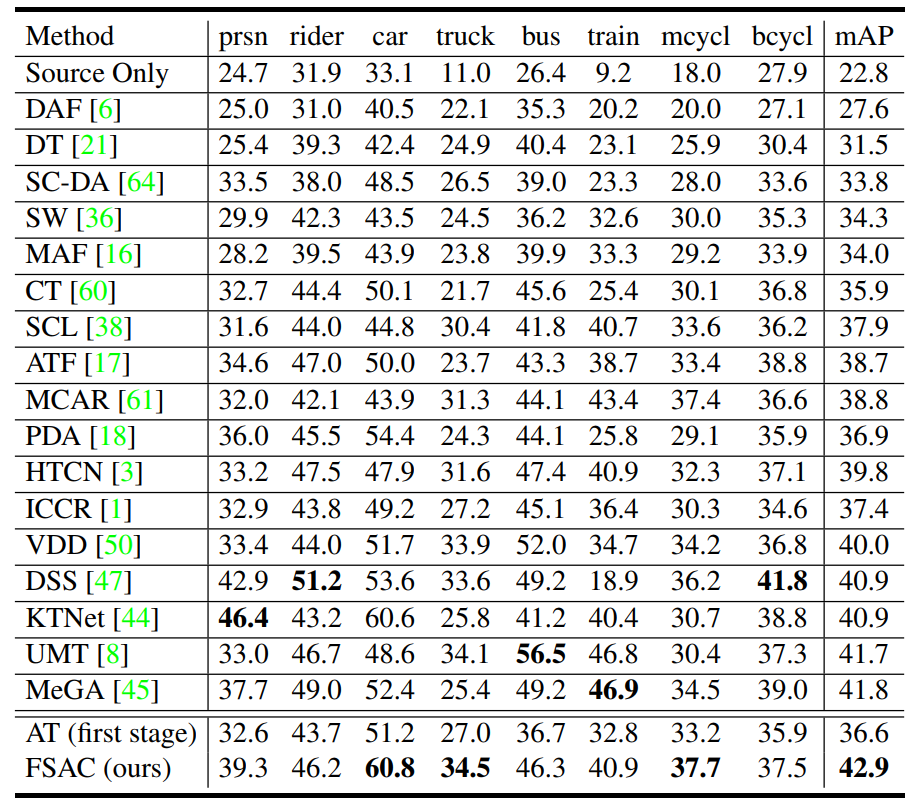 Method prsn rider car truck bus train mcycl bcycl mAP
Source Only 24.7 31.9 33.1 11.0 26.4 9.2 18.0 27.9 22.8
DAF [6] 25.0 31.0 40.5 22.1 35.3 20.2 20.0 27.1 27.6
DT [21] 25.4 39.3 42.4 24.9 40.4 23.1 25.9 30.4 31.5
SC-DA [64] 33.5 38.0 48.5 26.5 39.0 23.3 28.0 33.6 33.8
SW [36] 29.9 42.3 43.5 24.5 36.2 32.6 30.0 35.3 34.3
MAF [16] 28.2 39.5 43.9 23.8 39.9 33.3 29.2 33.9 34.0
CT [60] 32.7 44.4 50.1 21.7 45.6 25.4 30.1 36.8 35.9
SCL [38] 31.6 44.0 44.8 30.4 41.8 40.7 33.6 36.2 37.9
ATF [17] 34.6 47.0 50.0 23.7 43.3 38.7 33.4 38.8 38.7
MCAR [61] 32.0 42.1 43.9 31.3 44.1 43.4 37.4 36.6 38.8
PDA [18] 36.0 45.5 54.4 24.3 44.1 25.8 29.1 35.9 36.9
HTCN [3] 33.2 47.5 47.9 31.6 47.4 40.9 32.3 37.1 39.8
ICCR [1] 32.9 43.8 49.2 27.2 45.1 36.4 30.3 34.6 37.4
VDD [50] 33.4 44.0 51.7 33.9 52.0 34.7 34.2 36.8 40.0
DSS [47] 42.9 51.2 53.6 33.6 49.2 18.9 36.2 41.8 40.9
KTNet [44] 46.4 43.2 60.6 25.8 41.2 40.4 30.7 38.8 40.9
UMT [8] 33.0 46.7 48.6 34.1 56.5 46.8 30.4 37.3 41.7
MeGA [45] 37.7 49.0 52.4 25.4 49.2 46.9 34.5 39.0 41.8
AT (first stage) 32.6 43.7 51.2 27.0 36.7 32.8 33.2 35.9 36.6
FSAC (ours) 39.3 46.2 60.8 34.5 46.3 40.9 37.7 37.5 42.9